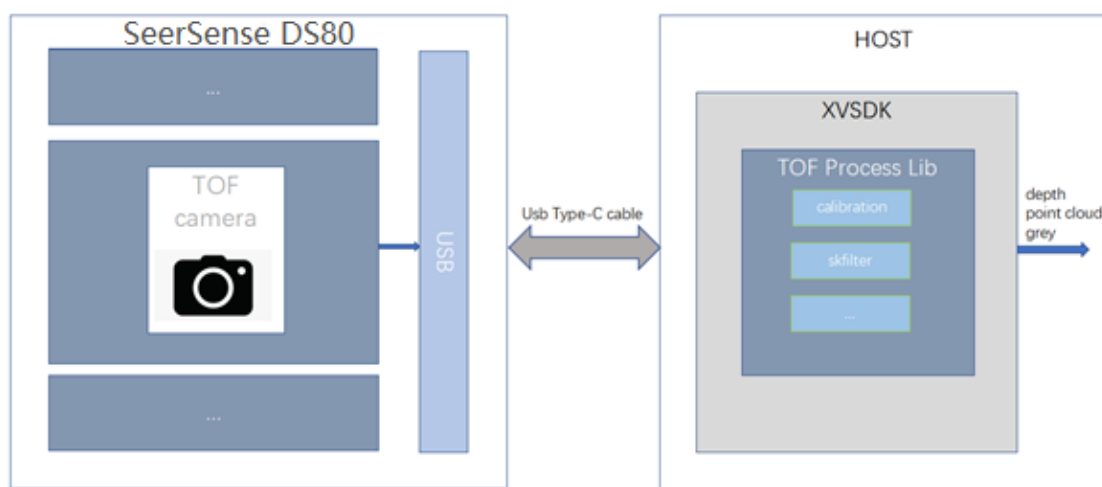 SeerSense DS80
...
TOF
camera
...
USB
Usb Type-C cable
HOST
XVSDK
TOF Process Lib
calibration
skfilter
...
depth
point cloud
grey